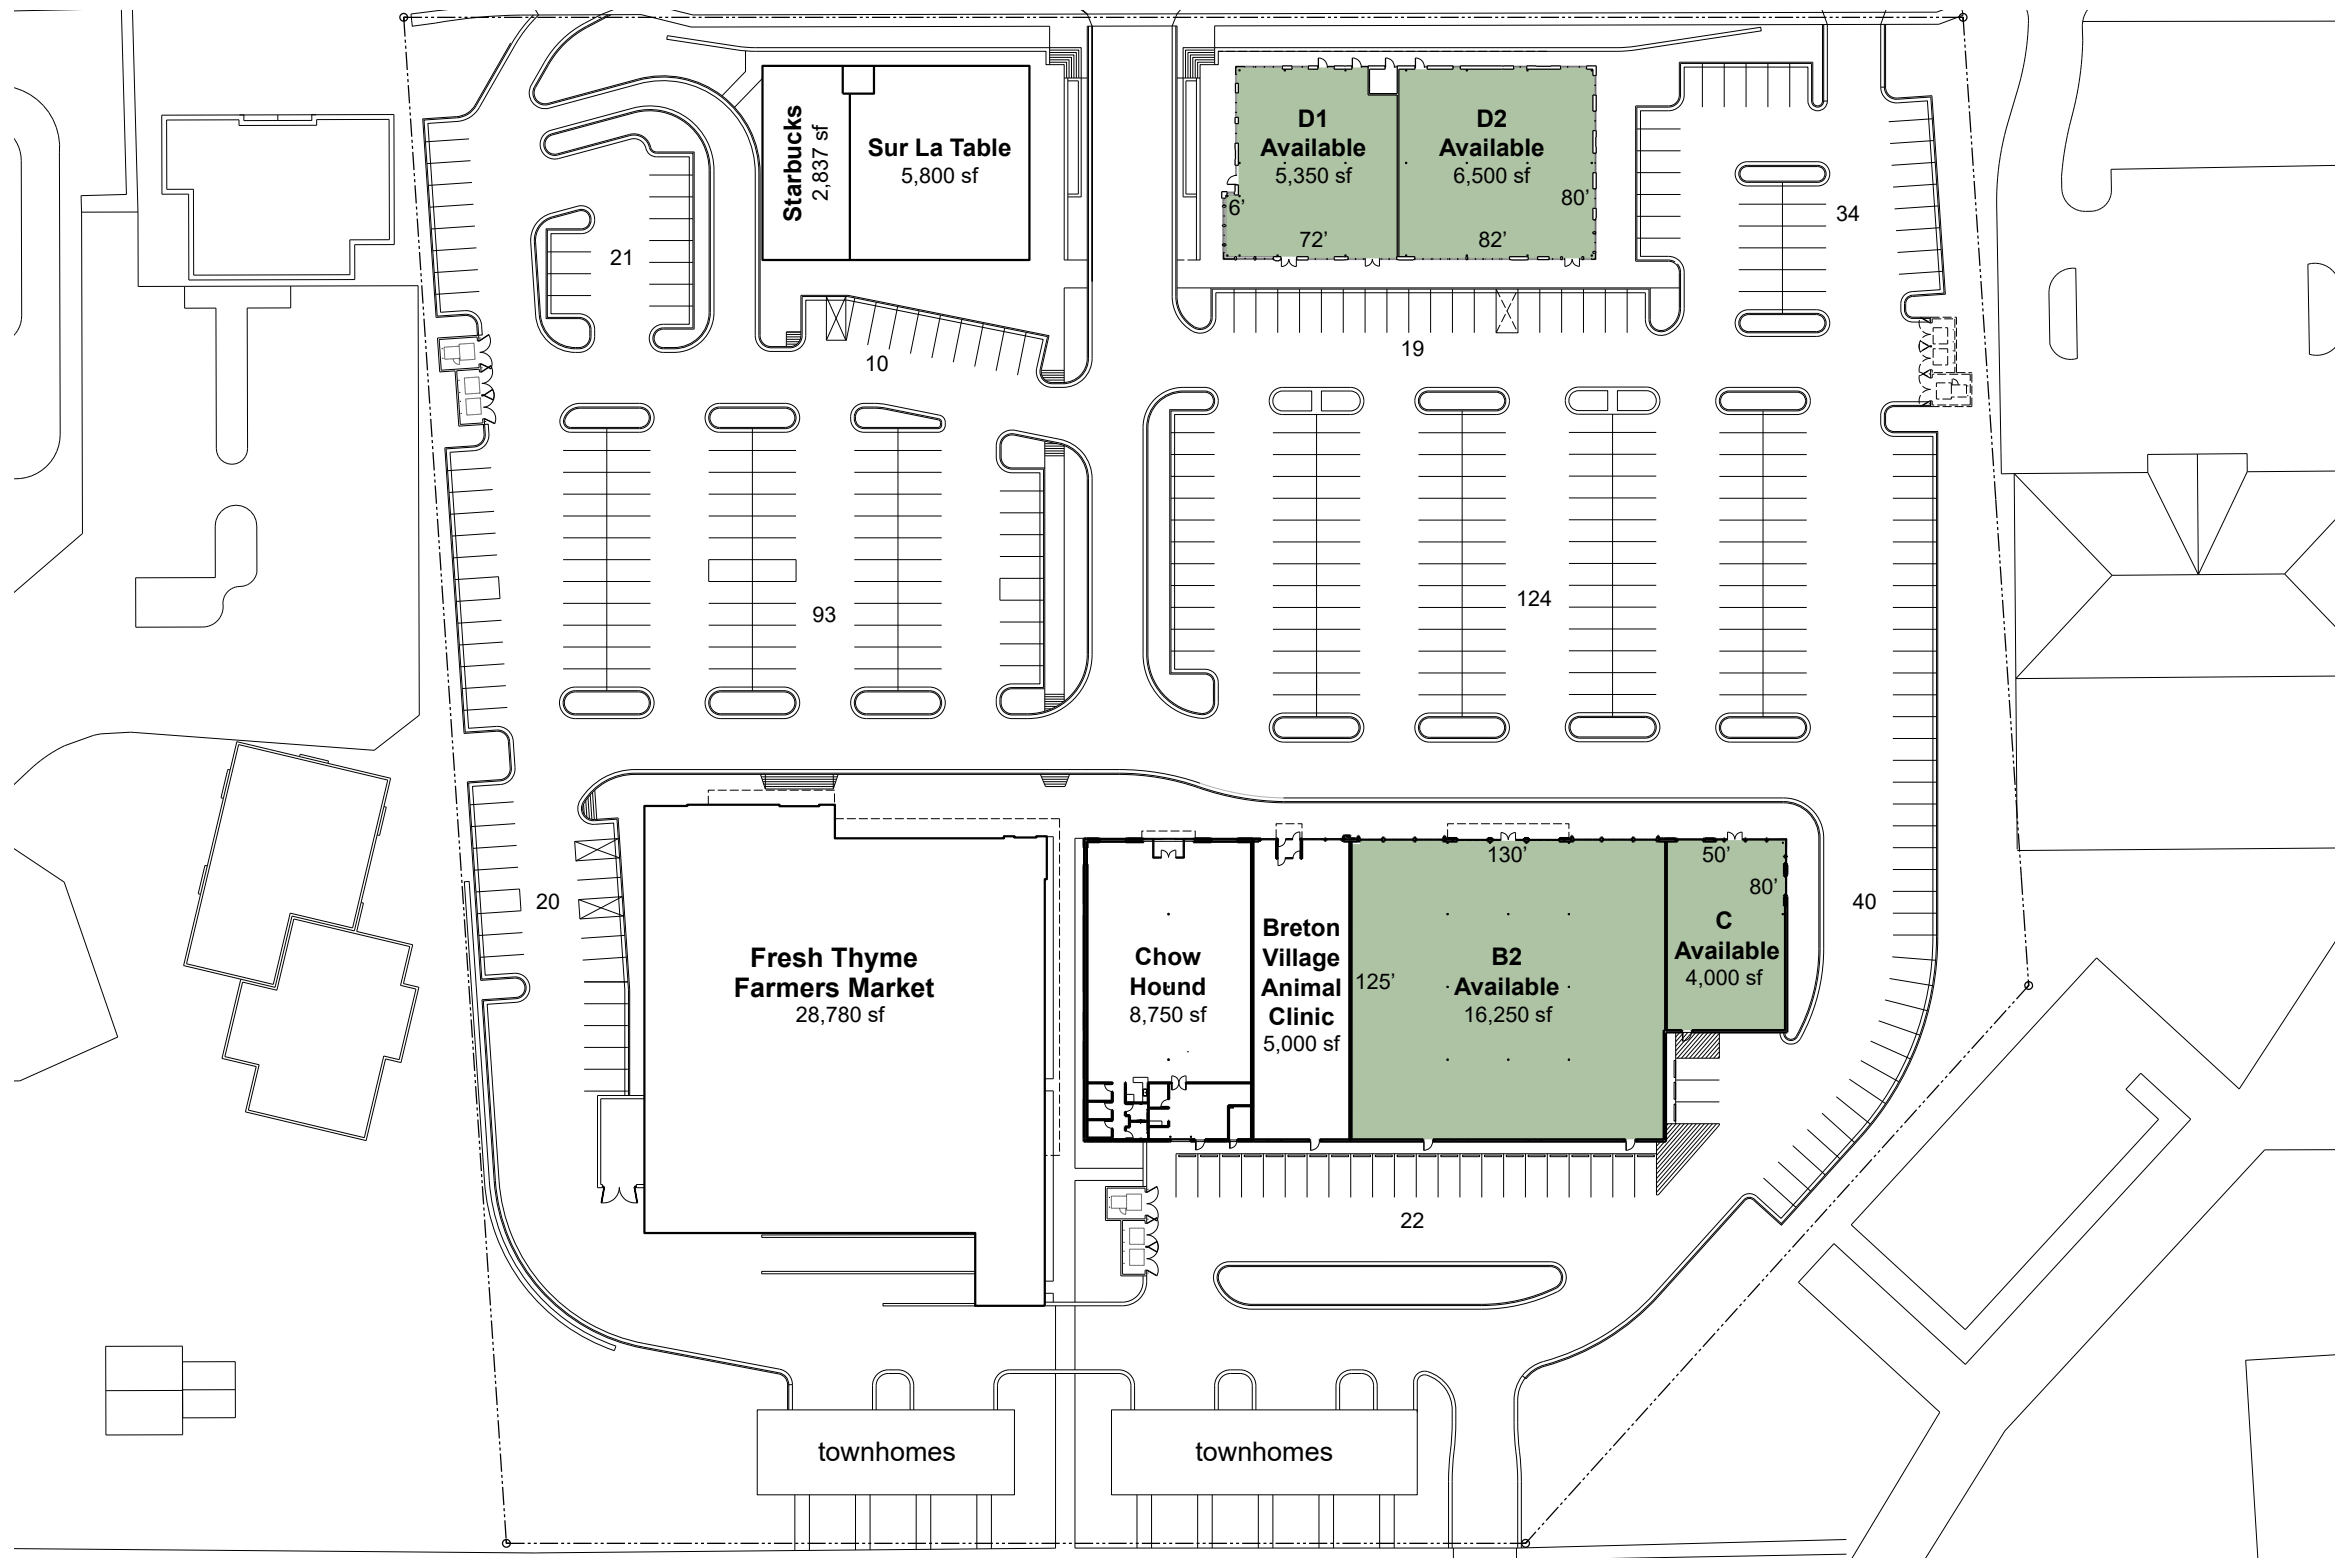 Starbucks
2,837 sf
Sur La Table
5,800 sf
D1
Available
5,350 sf
6'
72'
D2
Available
6,500 sf
80'
82'
34
21
10
19
93
124
20
Fresh Thyme
Farmers Market
28,780 sf
Chow
Hound
8,750 sf
Breton
Village
Animal
Clinic
5,000 sf
130'
125'
B2
Available
16,250 sf
50'
80'
C
Available
4,000 sf
40
22
townhomes
townhomes